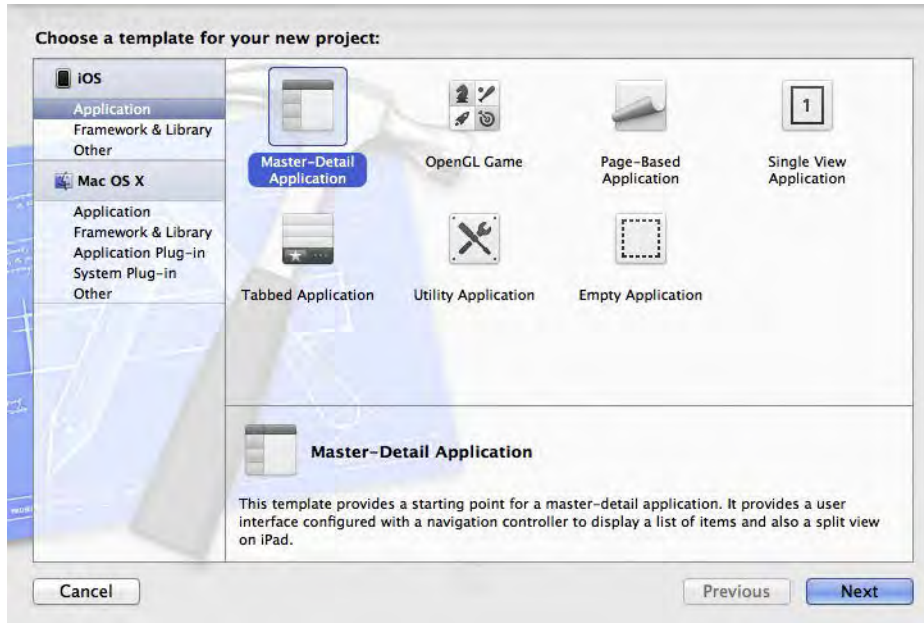 Choose a template for your new project:
iOS
Application
Framework & Library
Other
Mac OS X
Application
Framework & Library
Application Plug-in
System Plug-in
Other
Master-Detail
Application
OpenGL Game
Page-Based
Application
1
Single View
Application
Tabbed Application
Utility Application
Empty Application
Master-Detail Application
This template provides a starting point for a master-detail application. It provides a user
interface configured with a navigation controller to display a list of items and also a split view
on iPad.
Cancel
Previous
Next